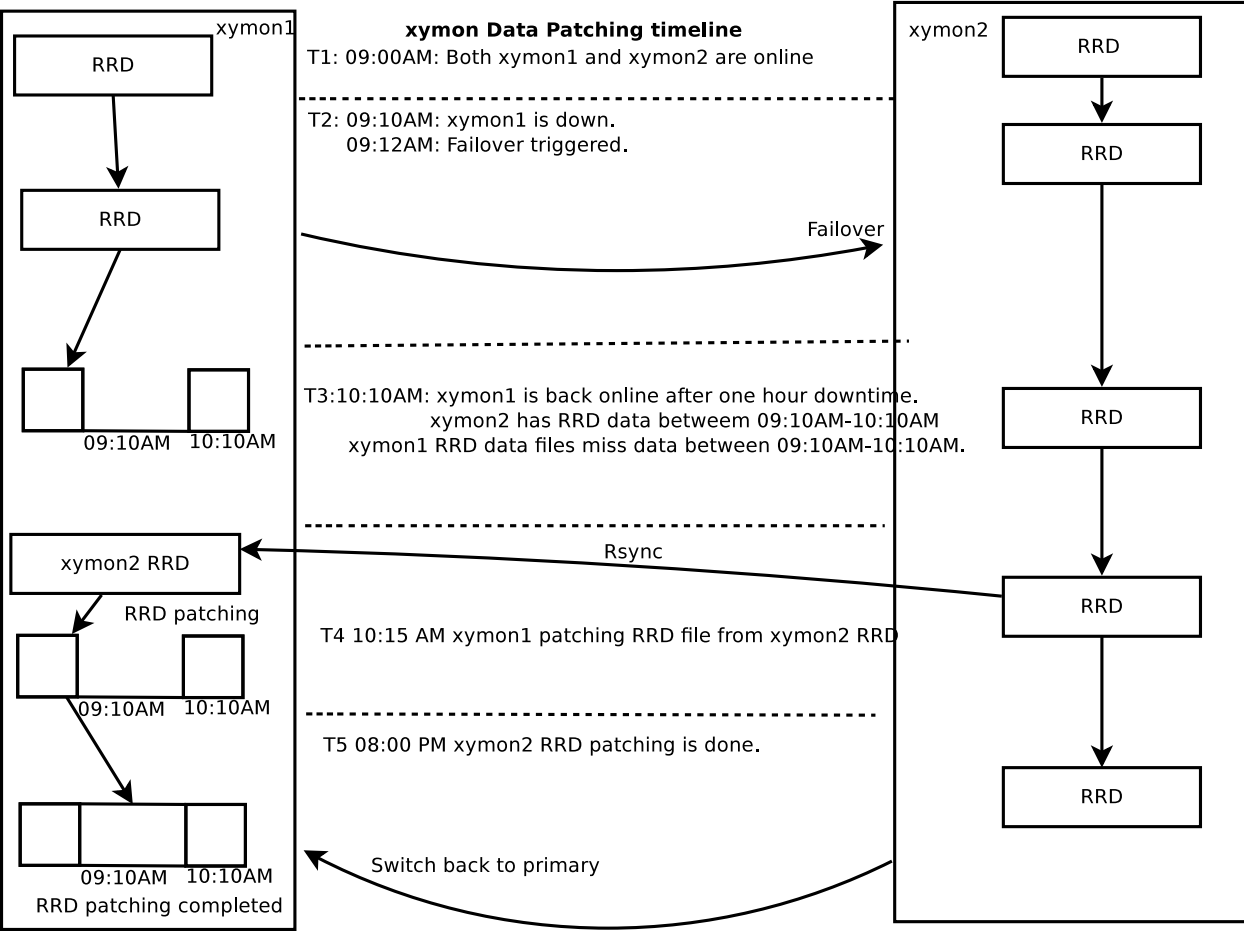 xymon Data Patching timeline
xymon1
xymon2
T1: 09:00AM: Both xymon1 and xymon2 are online
RRD
RRD
T2: 09:10AM: xymon1 is down.
09:12AM: Failover triggered.
RRD
RRD
Failover
T3:10:10AM: xymon1 is back online after one hour downtime.
xymon2 has RRD data betweem 09:10AM-10:10AM
xymon1 RRD data files miss data between 09:10AM-10:10AM.
09:10AM
10:10AM
RRD
Rsync
xymon2 RRD
RRD patching
RRD
T4 10:15 AM xymon1 patching RRD file from xymon2 RRD
09:10AM
10:10AM
T5 08:00 PM xymon2 RRD patching is done.
RRD
Switch back to primary
09:10AM
10:10AM
RRD patching completed